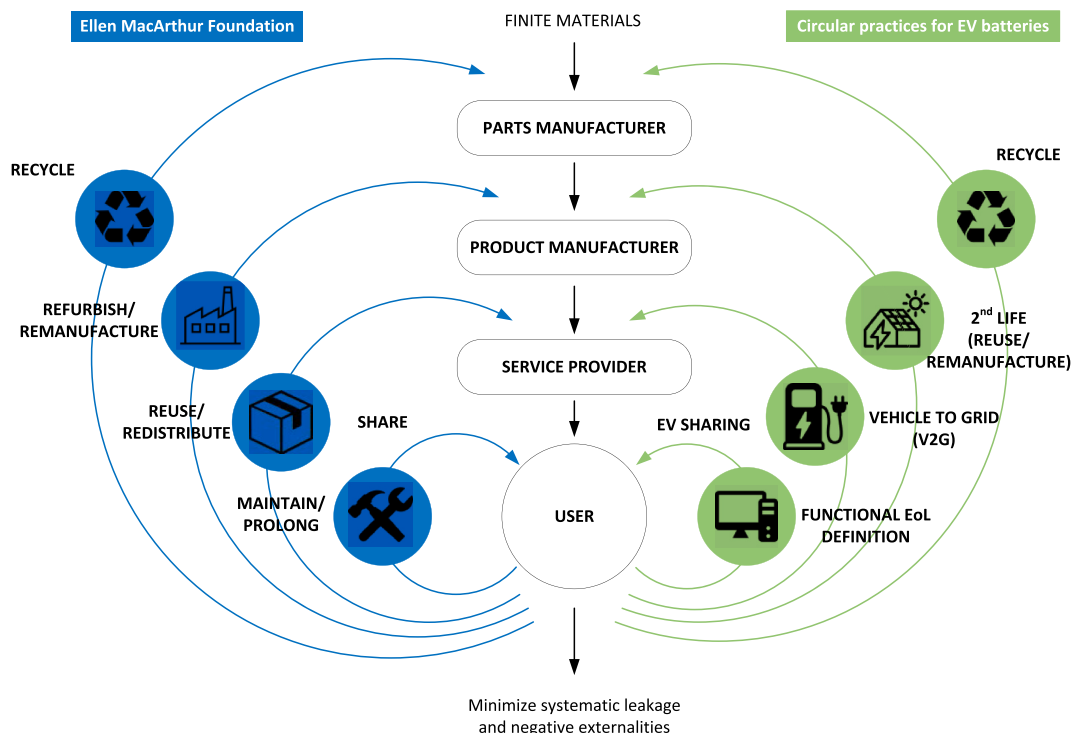 Ellen MacArthur Foundation
FINITE MATERIALS
Circular practices for EV batteries
PARTS MANUFACTURER
RECYCLE
RECYCLE
PRODUCT MANUFACTURER
REFURBISH/
REMANUFACTURE
2nd LIFE
(REUSE/
REMANUFACTURE)
SERVICE PROVIDER
REUSE/
REDISTRIBUTE
SHARE
EV SHARING
VEHICLE TO GRID
(V2G)
MAINTAIN/
PROLONG
USER
FUNCTIONAL EoL
DEFINITION
Minimize systematic leakage
and negative externalities